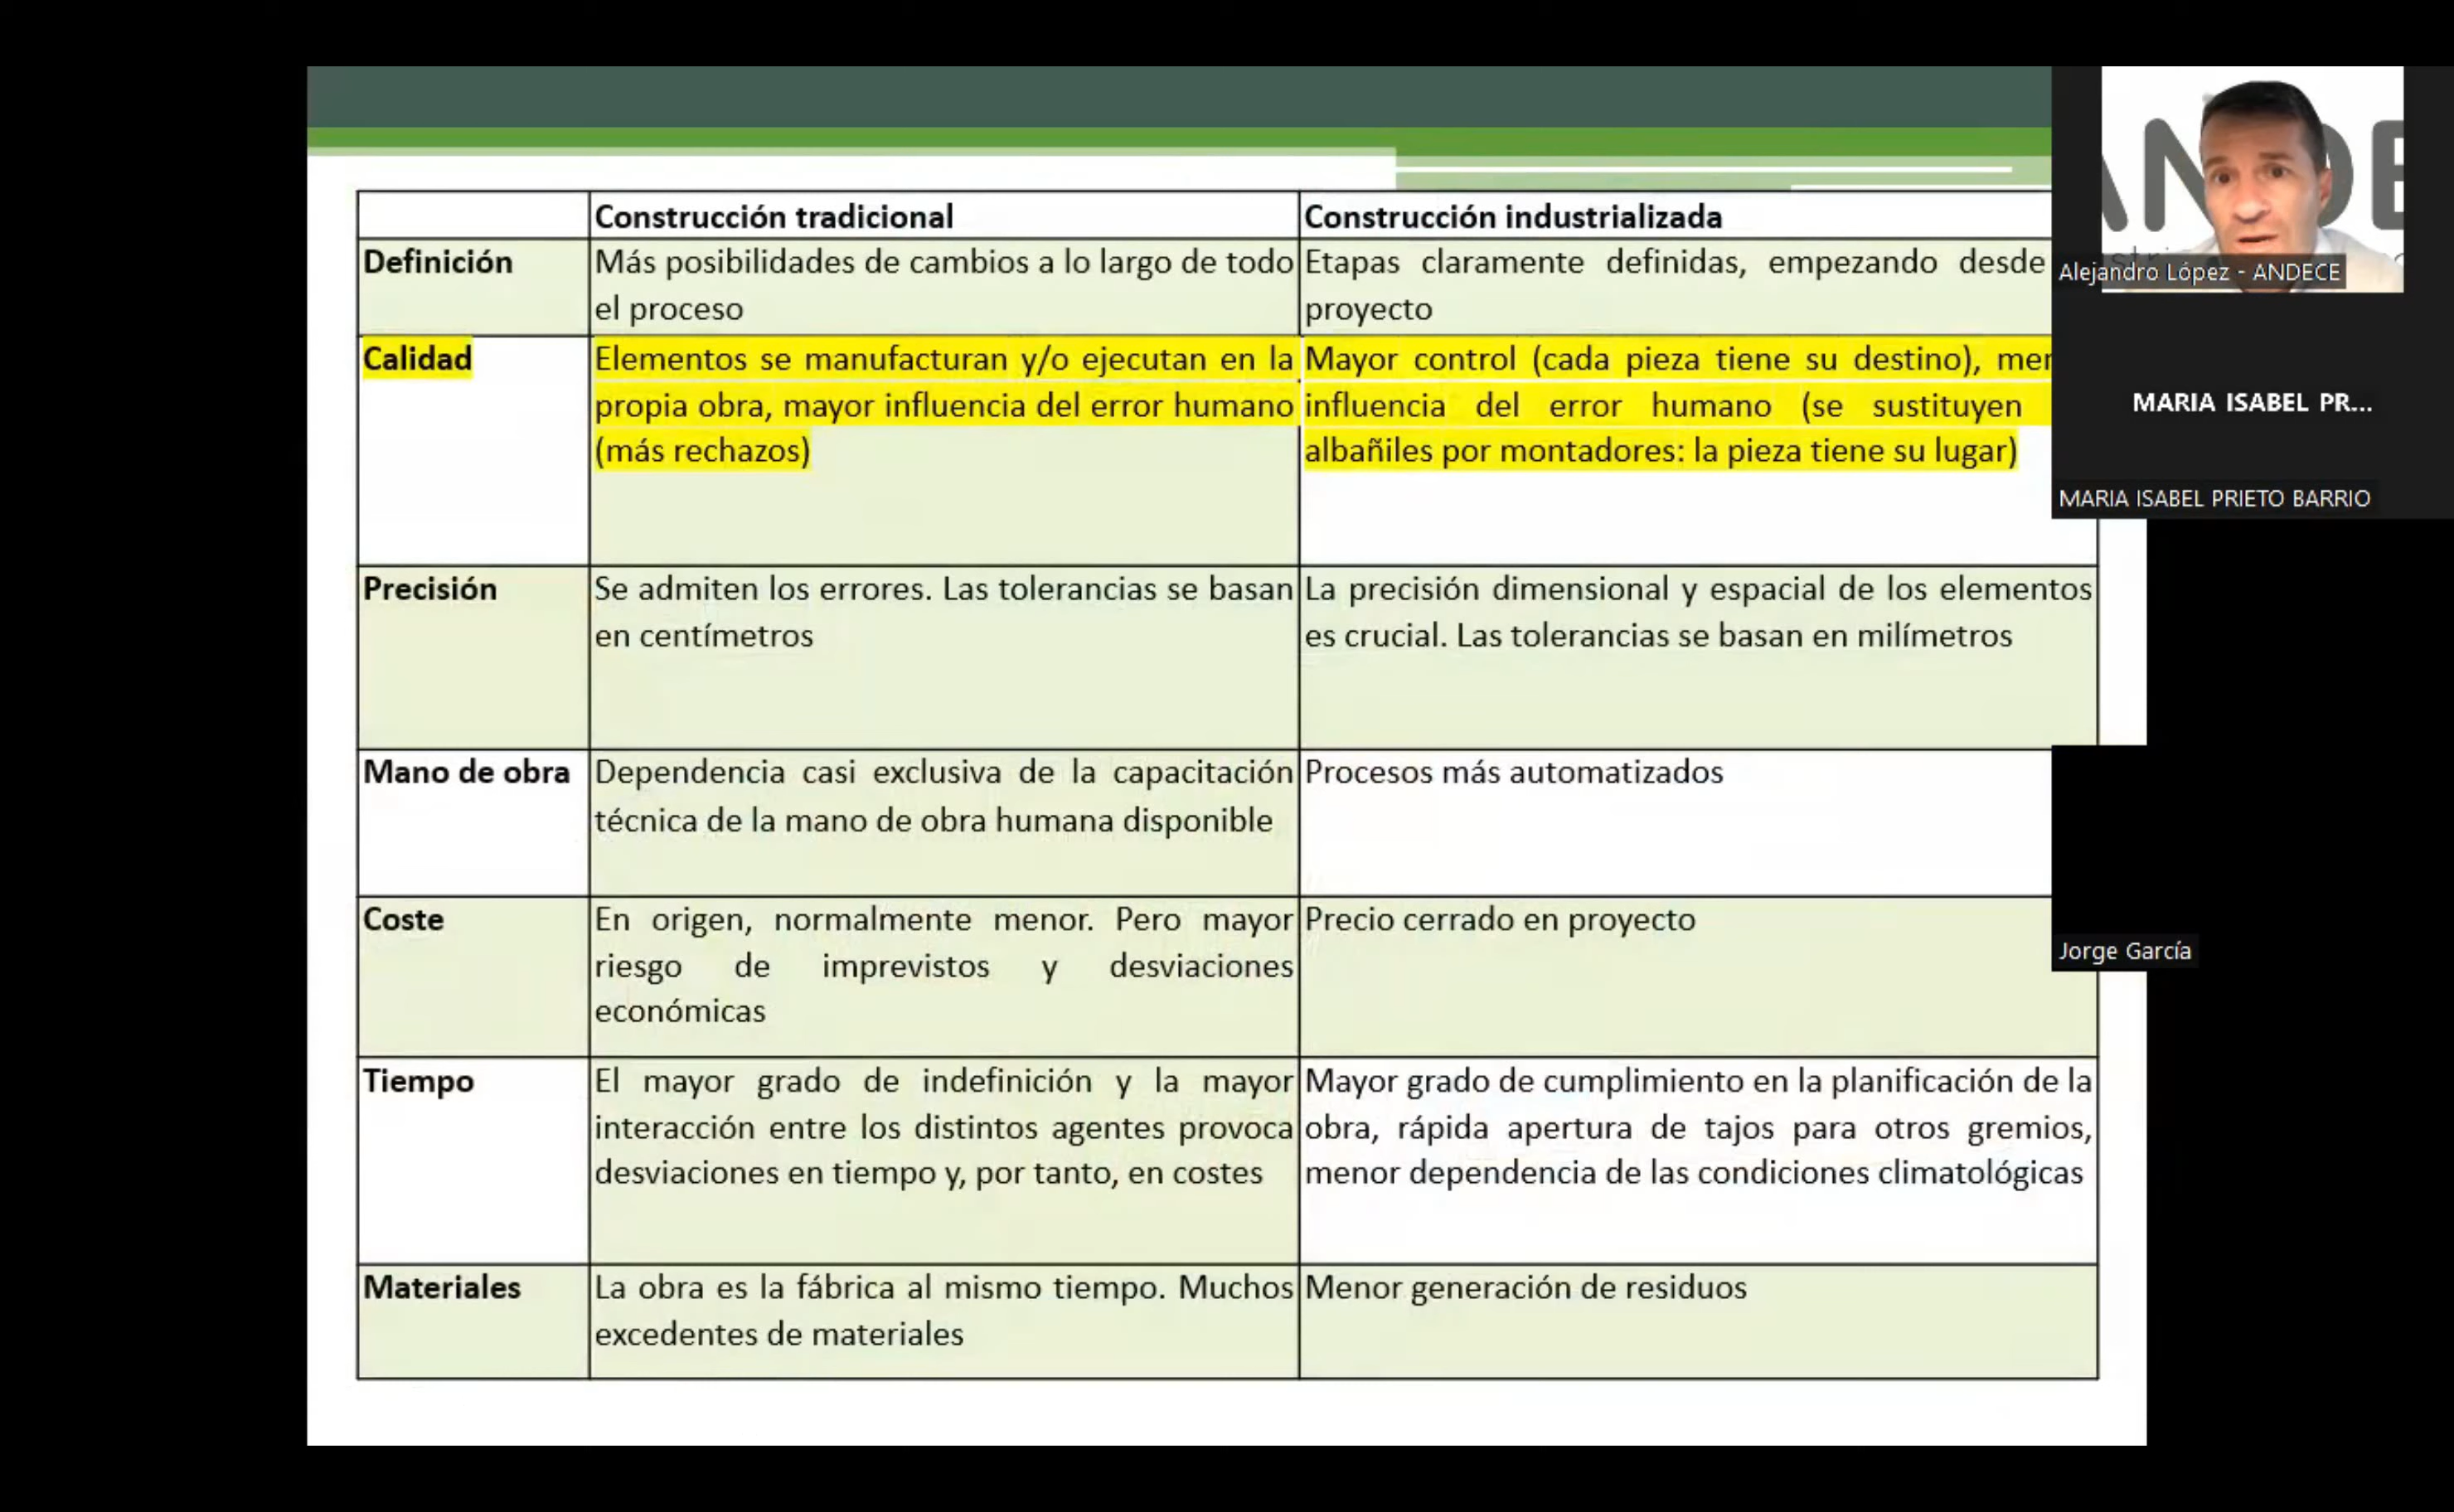 Construcción tradicional
Construcción industrializada
Definición
Más posibilidades de cambios a lo largo de todo
el proceso
Etapas claramente definidas, empezando desde
proyecto
Calidad
Elementos se manufacturan y/o ejecutan en la
propia obra, mayor influencia del error humano
(más rechazos)
Mayor control (cada pieza tiene su destino),
influencia del error humano (se sustituyen
albañiles por montadores: la pieza tiene su lugar)
Precisión
Se admiten los errores. Las tolerancias se basan
en centímetros
La precisión dimensional y espacial de los elementos
es crucial. Las tolerancias se basan en milímetros
Mano de obra
Dependencia casi exclusiva de la capacitación
técnica de la mano de obra humana disponible
Procesos más automatizados
Coste
En origen, normalmente menor. Pero mayor
riesgo de imprevistos y desviaciones
económicas
Precio cerrado en proyecto
Tiempo
El mayor grado de indefinición y la mayor
interacción entre los distintos agentes provoca
desviaciones en tiempo y, por tanto, en costes
Mayor grado de cumplimiento en la planificación de la
obra, rápida apertura de tajos para otros gremios,
menor dependencia de las condiciones climatológicas
Materiales
La obra es la fábrica al mismo tiempo. Muchos
excedentes de materiales
Menor generación de residuos
Alejandro López - ANDECE
MARIA ISABEL PR...
MARIA ISABEL PRIETO BARRIO
Jorge García